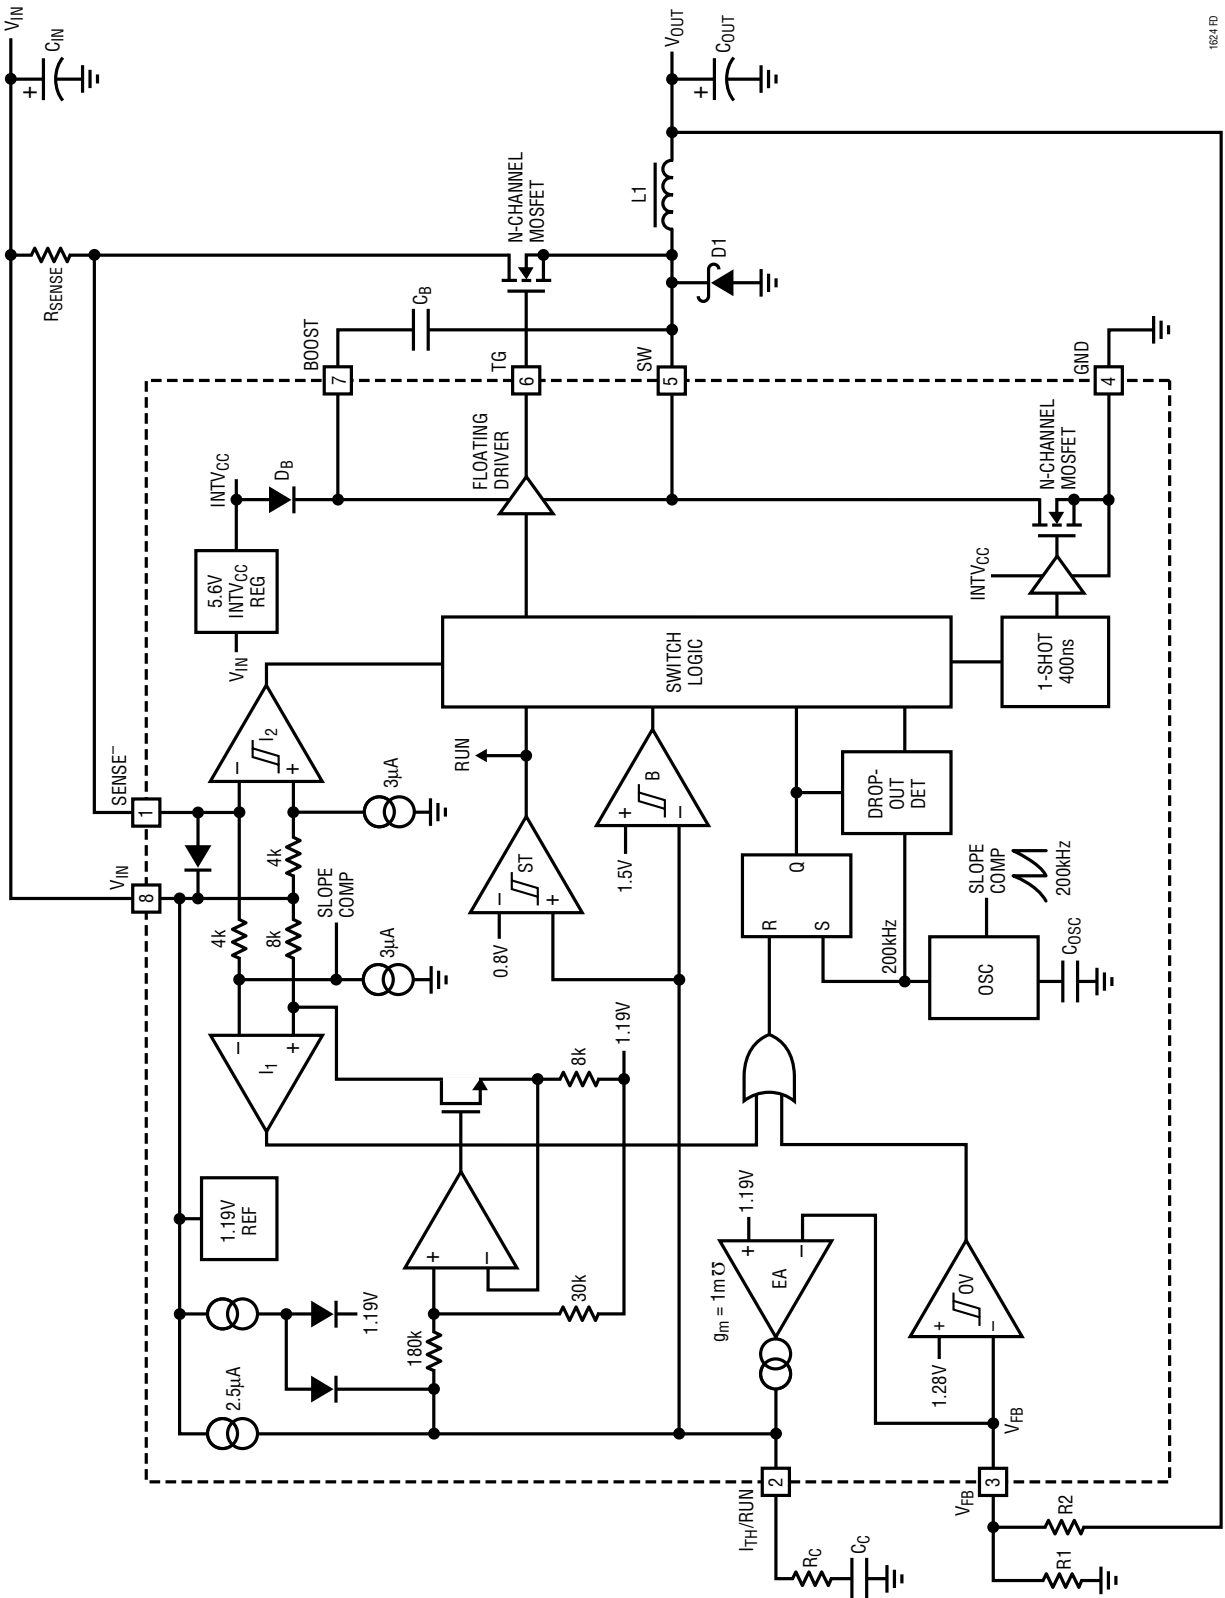 VIN
+
CIN
RSENSE
N-CHANNEL
MOSFET
L1
VOUT
+
COUT
D1
CB
BOOST
7
TG
6
SW
5
GND
4
SENSE–
1
VIN
8
5.6V
INTVCC
REG
VIN
INTVCC
DB
FLOATING
DRIVER
INTVCC
N-CHANNEL
MOSFET
1-SHOT
400ns
SWITCH
LOGIC
–
+
I2
3µA
4k
4k
8k
SLOPE
COMP
3µA
–
+
I1
RUN
–
+
ST
0.8V
+
–
B
1.5V
DROP-
OUT
DET
R
S
Q
200kHz
OSC
SLOPE
COMP
200kHz
COSC
1.19V
8k
30k
180k
+
–
1.19V
REF
1.19V
2.5µA
1.19V
+
–
EA
gm = 1m℧
+
–
OV
1.28V
VFB
ITH/RUN
2
RC
CC
VFB
3
R1
R2
1624 FD